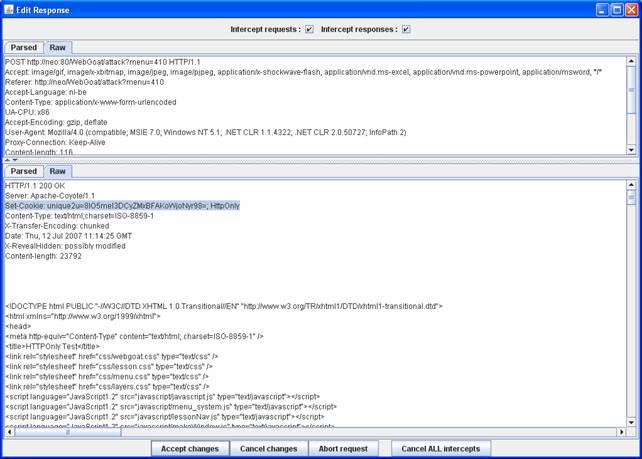 Edit Response
Intercept requests : Intercept responses :
Parsed Raw
POST http://neo:80/WebGoat/attack?menu=410 HTTP/1.1
Accept: image/gif, image/x-xbitmap, image/jpeg, image/pjpeg, application/x-shockwave-flash, application/vnd.ms-excel, application/vnd.ms-powerpoint, application/msword, */*
Referer: http://neo/WebGoat/attack?menu=410
Accept-Language: nl-be
Content-Type: application/x-www-form-urlencoded
UA-CPU: x86
Accept-Encoding: gzip, deflate
User-Agent: Mozilla/4.0 (compatible; MSIE 7.0; Windows NT 5.1; .NET CLR 1.1.4322; .NET CLR 2.0.50727; InfoPath.2)
Proxy-Connection: Keep-Alive
Content-length: 116
Parsed Raw
HTTP/1.1 200 OK
Server: Apache-Coyote/1.1
Set-Cookie: HttpOnly
Content-Type: text/html;charset=ISO-8859-1
X-Transfer-Encoding: chunked
Date: Thu, 12 Jul 2007 11:14:25 GMT
X-RevealHidden: possibly modified
Content-length: 23792
<!DOCTYPE html PUBLIC "-//W3C//DTD XHTML 1.0 Transitional//EN" "http://www.w3.org/TR/xhtml1/DTD/xhtml1-transitional.dtd">
<html xmlns="http://www.w3.org/1999/xhtml">
<head>
<meta http-equiv="Content-Type" content="text/html; charset=ISO-8859-1" />
<title>HTTPOnly Test</title>
<link rel="stylesheet" href="css/webgoat.css" type="text/css" />
<link rel="stylesheet" href="css/lesson.css" type="text/css" />
<link rel="stylesheet" href="css/menu.css" type="text/css" />
<link rel="stylesheet" href="css/layers.css" type="text/css" />
<script language="JavaScript1.2" src="javascript/javascript.js" type="text/javascript"></script>
<script language="JavaScript1.2" src="javascript/menu_system.js" type="text/javascript"></script>
<script language="JavaScript1.2" src="javascript/lessonNav.js" type="text/javascript"></script>
<script language="JavaScript1.2" src="javascript/makeWindow.js" type="text/javascript"></script>
Accept changes Cancel changes Abort request Cancel ALL intercepts